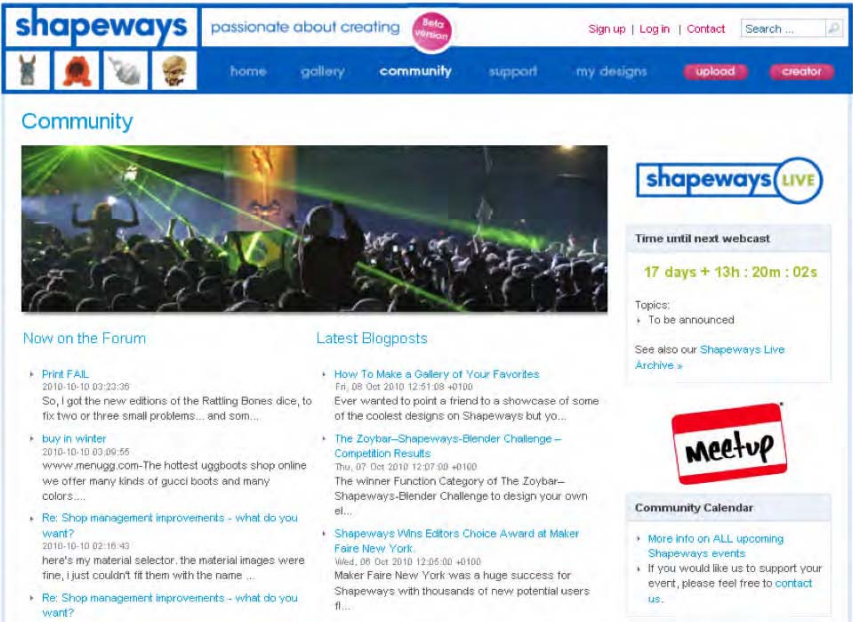 shapeways
passionate about creating
Beta
version
Sign up | Log in | Contact
Search ...
home gallery community support my designs upload creator
Community
shapeways LIVE
Time until next webcast
17 days + 13h : 20m : 02s
Topics:
To be announced
See also our Shapeways Live
Archive »
Now on the Forum
Print FAIL
2010-10-10 03:23:36
So, I got the new editions of the Rattling Bones dice, to
fix two or three small problems... and som...
buy in winter
2010-10-10 03:09:55
www.menugg.com-The hottest uggboots shop online
we offer many kinds of gucci boots and many
colors....
Re: Shop management improvements - what do you
want?
2010-10-10 02:16:43
here's my material selector. the material images were
fine, i just couldn't fit them with the name ...
Re: Shop management improvements - what do you
want?
Latest Blogposts
How To Make a Gallery of Your Favorites
Fri, 08 Oct 2010 12:51:08 +0100
Ever wanted to point a friend to a showcase of some
of the coolest designs on Shapeways but yo...
The Zoybar–Shapeways-Blender Challenge –
Competition Results
Thu, 07 Oct 2010 12:07:00 +0100
The winner Function Category of The Zoybar–
Shapeways-Blender Challenge to design your own
el...
Shapeways Wins Editors Choice Award at Maker
Faire New York.
Wed, 06 Oct 2010 12:05:00 +0100
Maker Faire New York was a huge success for
Shapeways with thousands of new potential users
fl...
Meetup
Community Calendar
More info on ALL upcoming
Shapeways events
If you would like us to support your
event, please feel free to contact
us.